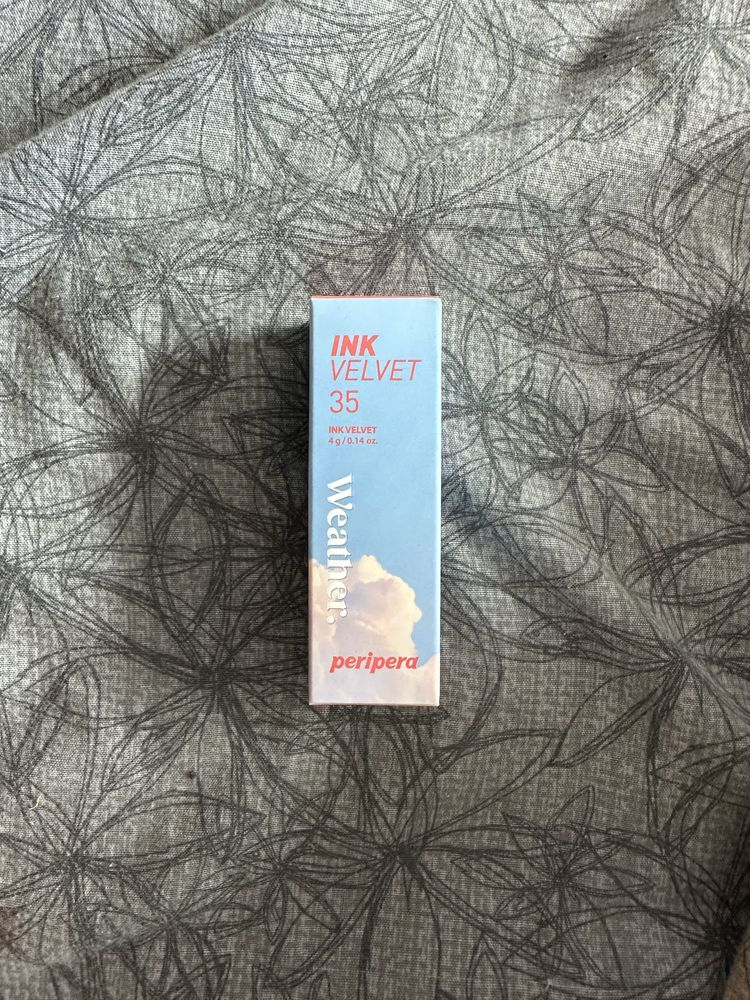 INK
VELVET
35
INK VELVET
4 g / 0.14 oz.
Weather.
peripera